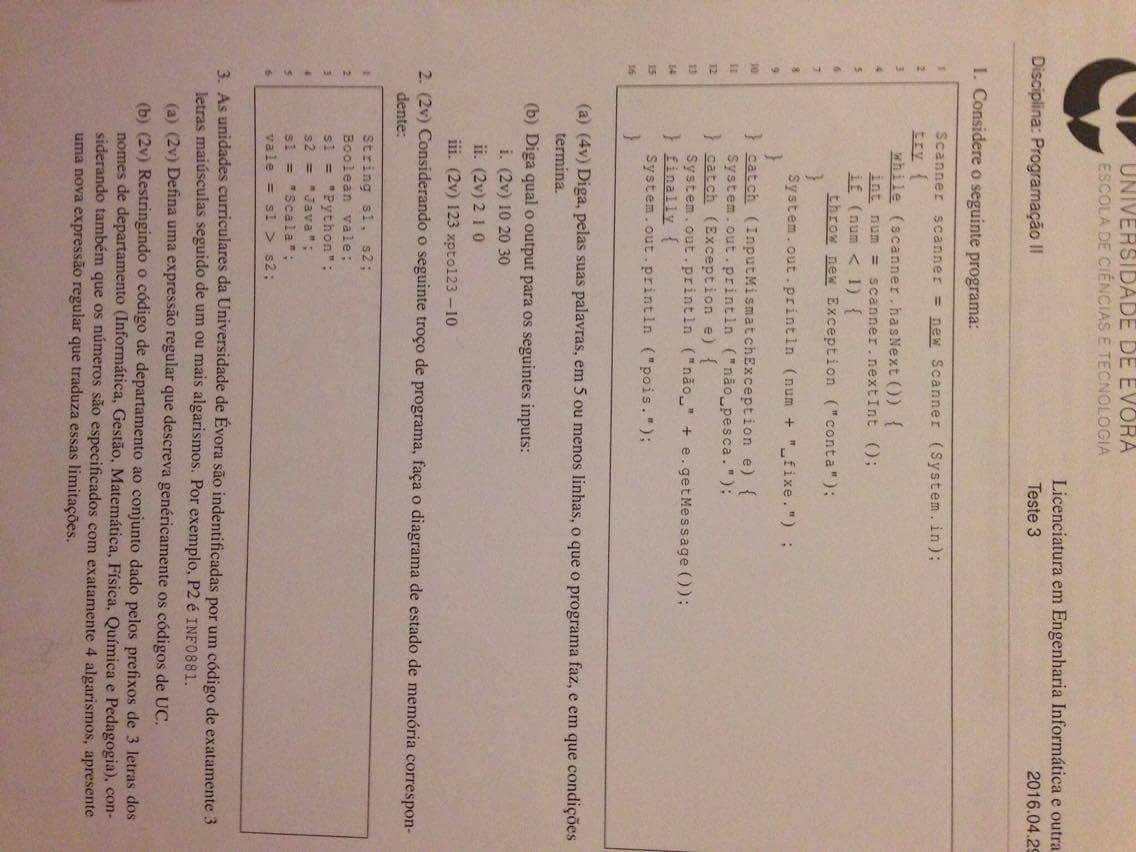 UNIVERSIDADE DE ÉVORA
ESCOLA DE CIÊNCIAS E TECNOLOGIA
Licenciatura em Engenharia Informática e outra
Disciplina: Programação II
Teste 3
2016.04.29
1. Considere o seguinte programa:
1 Scanner scanner = new Scanner (System.in);
2 try {
3 while (scanner.hasNext()) {
4 int num = scanner.nextInt ();
5 if (num < 1) {
6 throw new Exception ("conta");
7 }
8 System.out.println (num + "␣fixe.") ;
9 }
10 } catch (InputMismatchException e) {
11 System.out.println ("não␣pesca.");
12 } catch (Exception e) {
13 System.out.println ("não␣" + e.getMessage());
14 } finally {
15 System.out.println ("pois.");
16 }
(a) (4v) Diga, pelas suas palavras, em 5 ou menos linhas, o que o programa faz, e em que condições
termina.
(b) Diga qual o output para os seguintes inputs:
i. (2v) 10 20 30
ii. (2v) 2 1 0
iii. (2v) 123 xpto123 −10
2. (2v) Considerando o seguinte troço de programa, faça o diagrama de estado de memória correspon-
dente:
1 String s1, s2;
2 Boolean vale;
3 s1 = "Python";
4 s2 = "Java";
5 s1 = "Scala";
6 vale = s1 > s2;
3. As unidades curriculares da Universidade de Évora são indentificadas por um código de exatamente 3
letras maiúsculas seguido de um ou mais algarismos. Por exemplo, P2 é INF0881.
(a) (2v) Defina uma expressão regular que descreva genéricamente os códigos de UC.
(b) (2v) Restringindo o código de departamento ao conjunto dado pelos prefixos de 3 letras dos
nomes de departamento (Informática, Gestão, Matemática, Física, Química e Pedagogia), con-
siderando também que os números são especificados com exatamente 4 algarismos, apresente
uma nova expressão regular que traduza essas limitações.